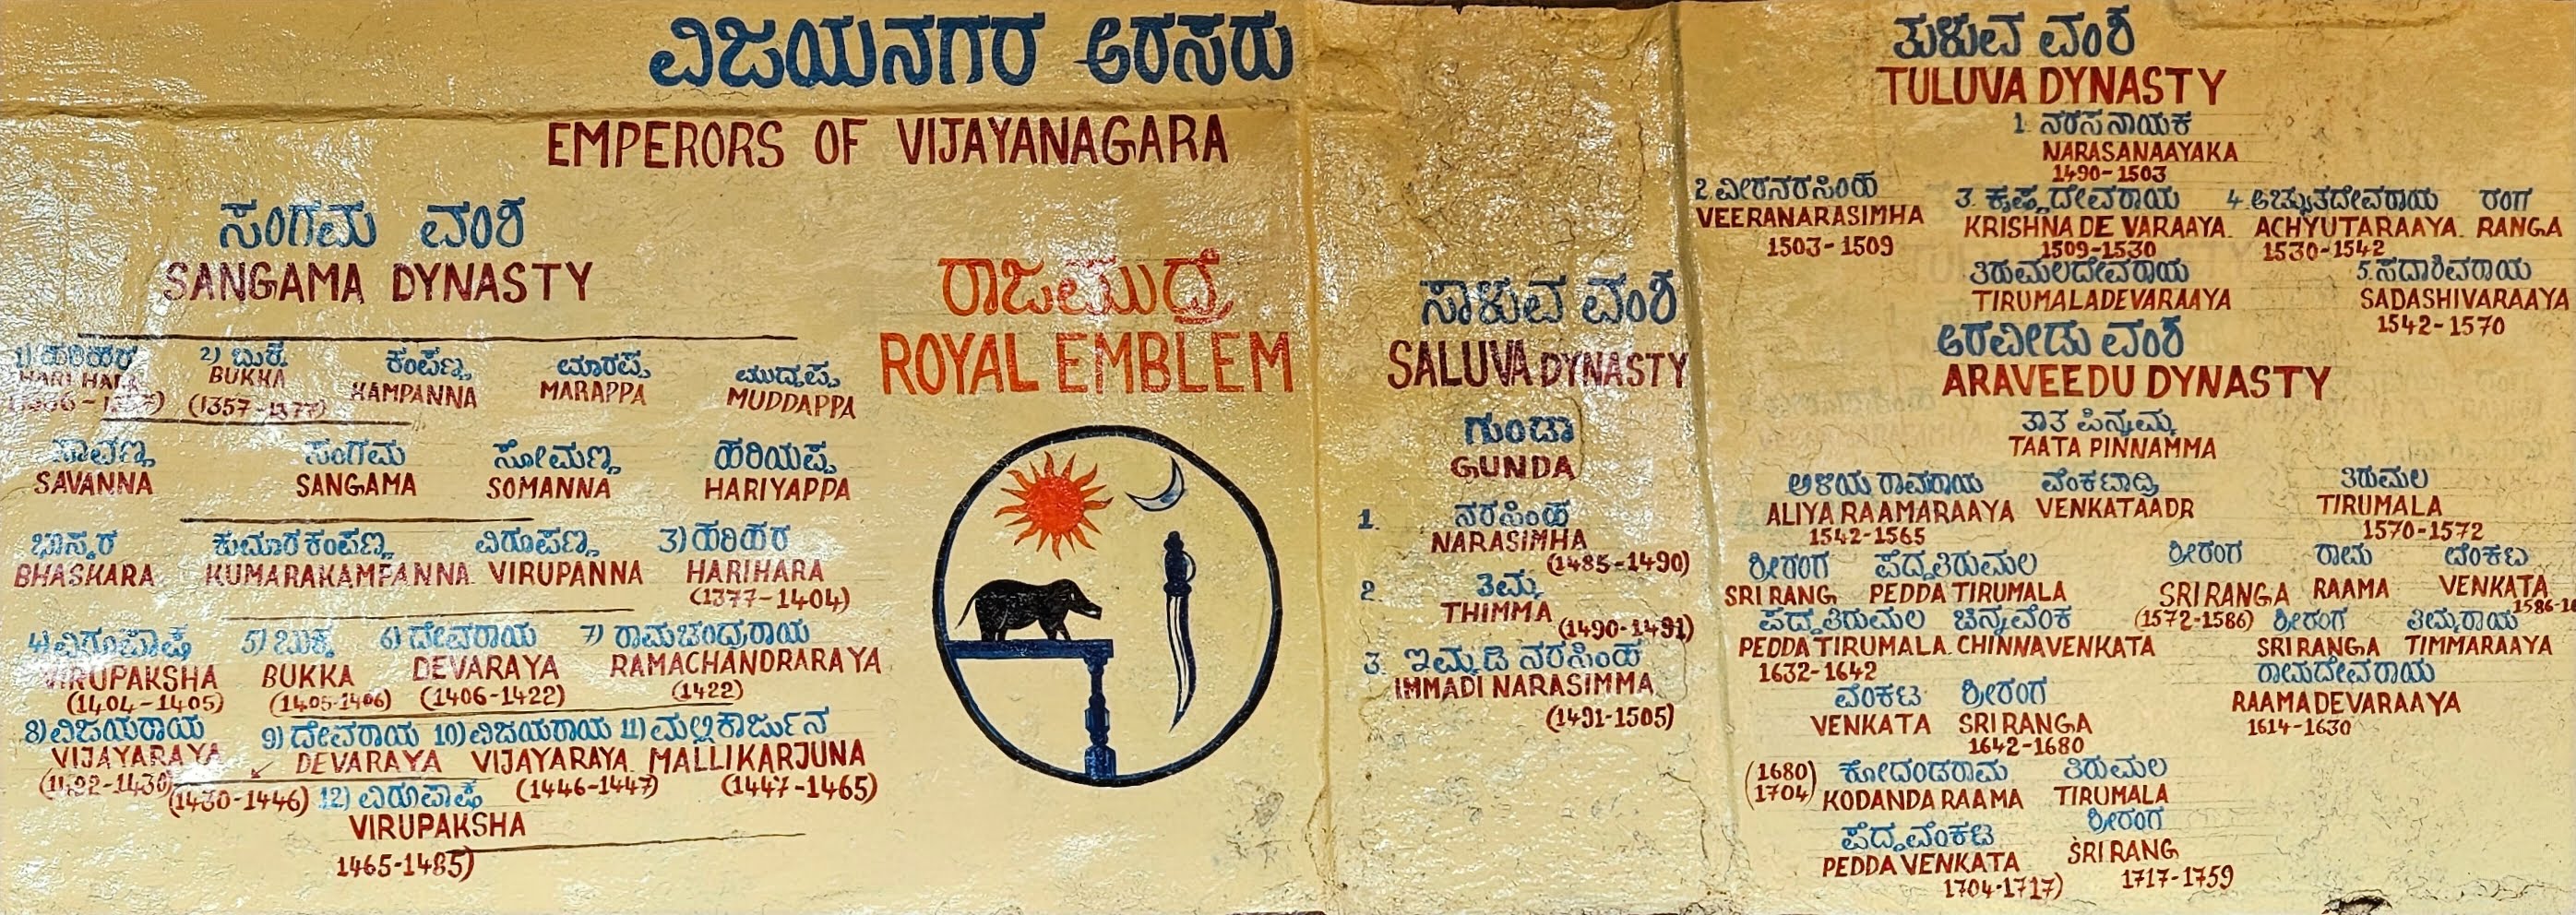 ವಿಜಯನಗರ ಅರಸರು
EMPERORS OF VIJAYANAGARA
ಸಂಗಮ ವಂಶ
SANGAMA DYNASTY
1) ಹರಿಹರ 2) ಬುಕ್ಕ ಕಂಪಣ್ಣ ಮಾರಪ್ಪ ಮುದ್ದಪ್ಪ
HARIHARA BUKKA KAMPANNA MARAPPA MUDDAPPA
(1357-1377)
ಸಾವಣ್ಣ ಸಂಗಮ ಸೋಮಣ್ಣ ಹರಿಯಪ್ಪ
SAVANNA SANGAMA SOMANNA HARIYAPPA
ಭಾಸ್ಕರ ಕುಮಾರಕಂಪಣ್ಣ ವಿರೂಪಣ್ಣ 3) ಹರಿಹರ
BHASKARA KUMARAKAMPANNA VIRUPANNA HARIHARA
(1377-1404)
4) ವಿರೂಪಾಕ್ಷ 5) ಬುಕ್ಕ 6) ದೇವರಾಯ 7) ರಾಮಚಂದ್ರರಾಯ
VIRUPAKSHA BUKKA DEVARAYA RAMACHANDRARAYA
(1404-1405) (1405-1406) (1406-1422) (1422)
8) ವಿಜಯರಾಯ 9) ದೇವರಾಯ 10) ವಿಜಯರಾಯ 11) ಮಲ್ಲಿಕಾರ್ಜುನ
VIJAYARAYA DEVARAYA VIJAYARAYA MALLIKARJUNA
(1422-1430) (1430-1446) (1446-1447) (1447-1465)
12) ವಿರೂಪಾಕ್ಷ
VIRUPAKSHA
1465-1485)
ರಾಜಮುದ್ರೆ
ROYAL EMBLEM
ಸಾಳುವ ವಂಶ
SALUVA DYNASTY
ಗುಂಡಾ
GUNDA
1. ನರಸಿಂಹ
NARASIMHA
(1485-1490)
2 ತಿಮ್ಮ
THIMMA
(1490-1491)
3. ಇಮ್ಮಡಿ ನರಸಿಂಹ
IMMADI NARASIMMA
(1491-1505)
ತುಳುವ ವಂಶ
TULUVA DYNASTY
1. ನರಸನಾಯಕ
NARASANAAYAKA
1490-1503
2. ವೀರನರಸಿಂಹ 3. ಕೃಷ್ಣದೇವರಾಯ 4. ಅಚ್ಯುತದೇವರಾಯ ರಂಗ
VEERANARASIMHA KRISHNA DE VARAAYA. ACHYUTARAAYA. RANGA
1503-1509 1509-1530 1530-1542
ತಿರುಮಲದೇವರಾಯ 5. ಸದಾಶಿವರಾಯ
TIRUMALADEVARAAYA SADASHIVARAAYA
1542-1570
ಅರವೀಡು ವಂಶ
ARAVEEDU DYNASTY
ತಾತ ಪಿನ್ನಮ್ಮ
TAATA PINNAMMA
ಅಳಿಯ ರಾಮರಾಯ ವೆಂಕಟಾದ್ರಿ ತಿರುಮಲ
ALIYA RAAMARAAYA VENKATAADR TIRUMALA
1542-1565 1570-1572
ಶ್ರೀರಂಗ ಪೆದ್ದತಿರುಮಲ ಶ್ರೀರಂಗ ರಾಮ ವೆಂಕಟ
SRI RANG PEDDA TIRUMALA SRI RANGA RAAMA VENKATA
(1572-1586)
ಪೆದ್ದತಿರುಮಲ ಚಿನ್ನವೆಂಕ ಶ್ರೀರಂಗ ತಿಮ್ಮರಾಯ
PEDDA TIRUMALA. CHINNAVENKATA SRI RANGA TIMMARAAYA
1632-1642
ರಾಮದೇವರಾಯ
RAAMADEVARAAYA
1614-1630
ವೆಂಕಟ ಶ್ರೀರಂಗ
VENKATA SRI RANGA
1642-1680
(1680) ಕೋದಂಡರಾಮ ತಿರುಮಲ
(1704) KODANDA RAAMA TIRUMALA
ಪೆದ್ದವೆಂಕಟ ಶ್ರೀರಂಗ
PEDDA VENKATA SRI RANG
1704-1717) 1717-1759